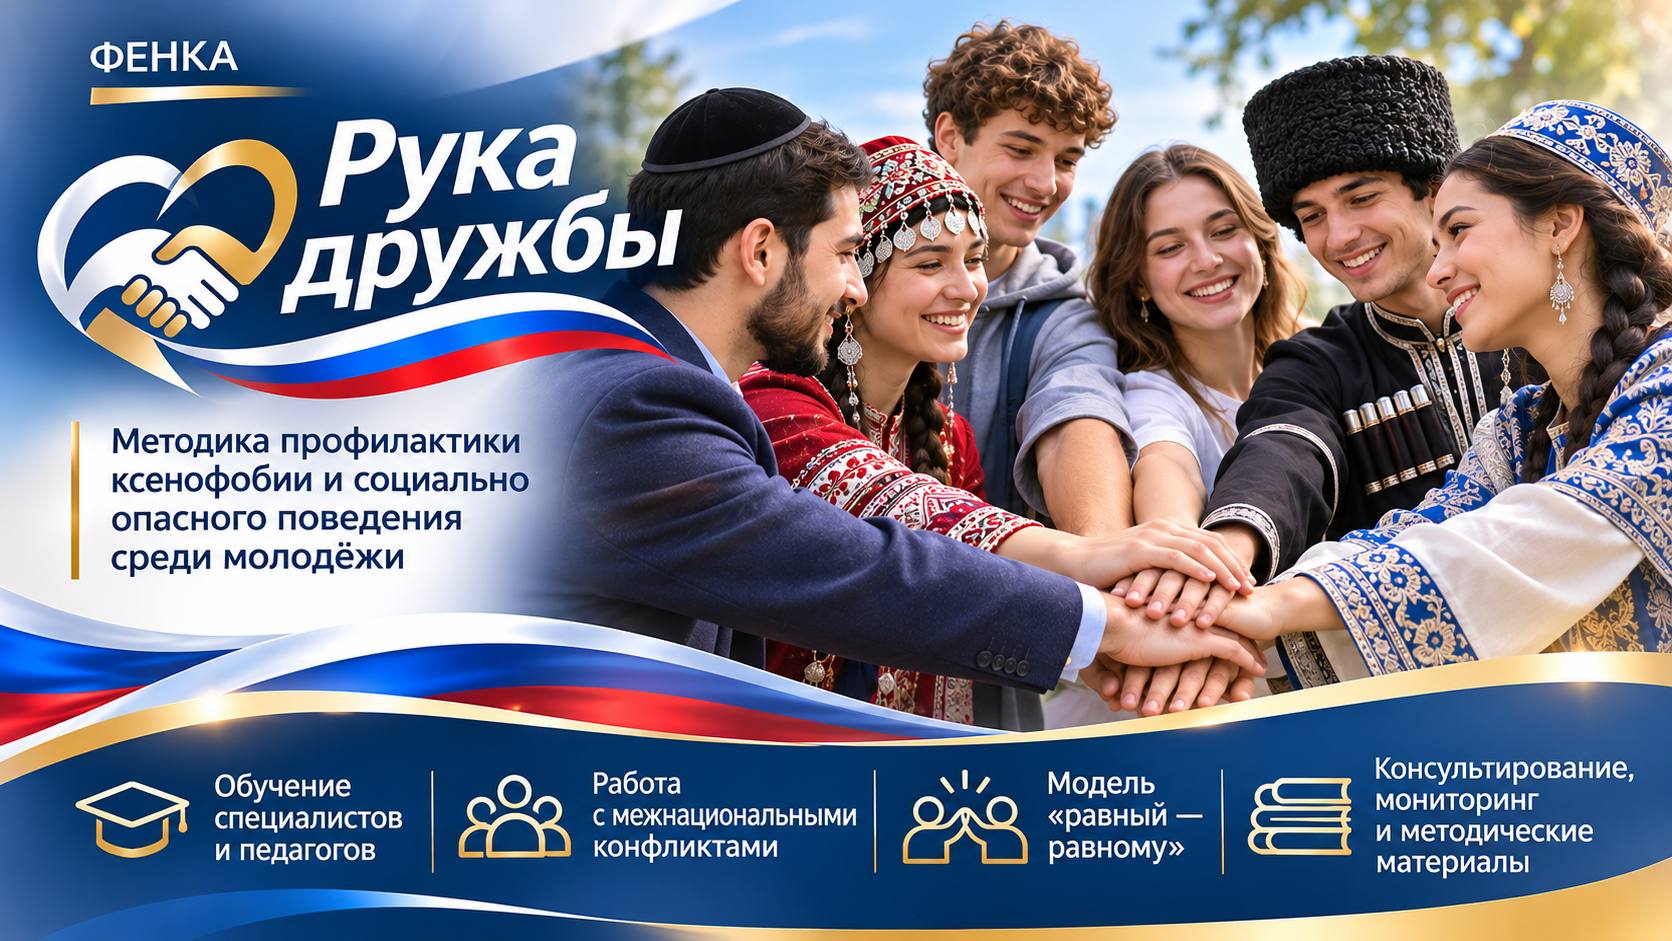 ФЕНКА
Рука
дружбы
Методика профилактики
ксенофобии и социально
опасного поведения
среди молодёжи
Обучение
специалистов
и педагогов
Работа
с межнациональными
конфликтами
Модель
«равный —
равному»
Консультирование,
мониторинг
и методические
материалы